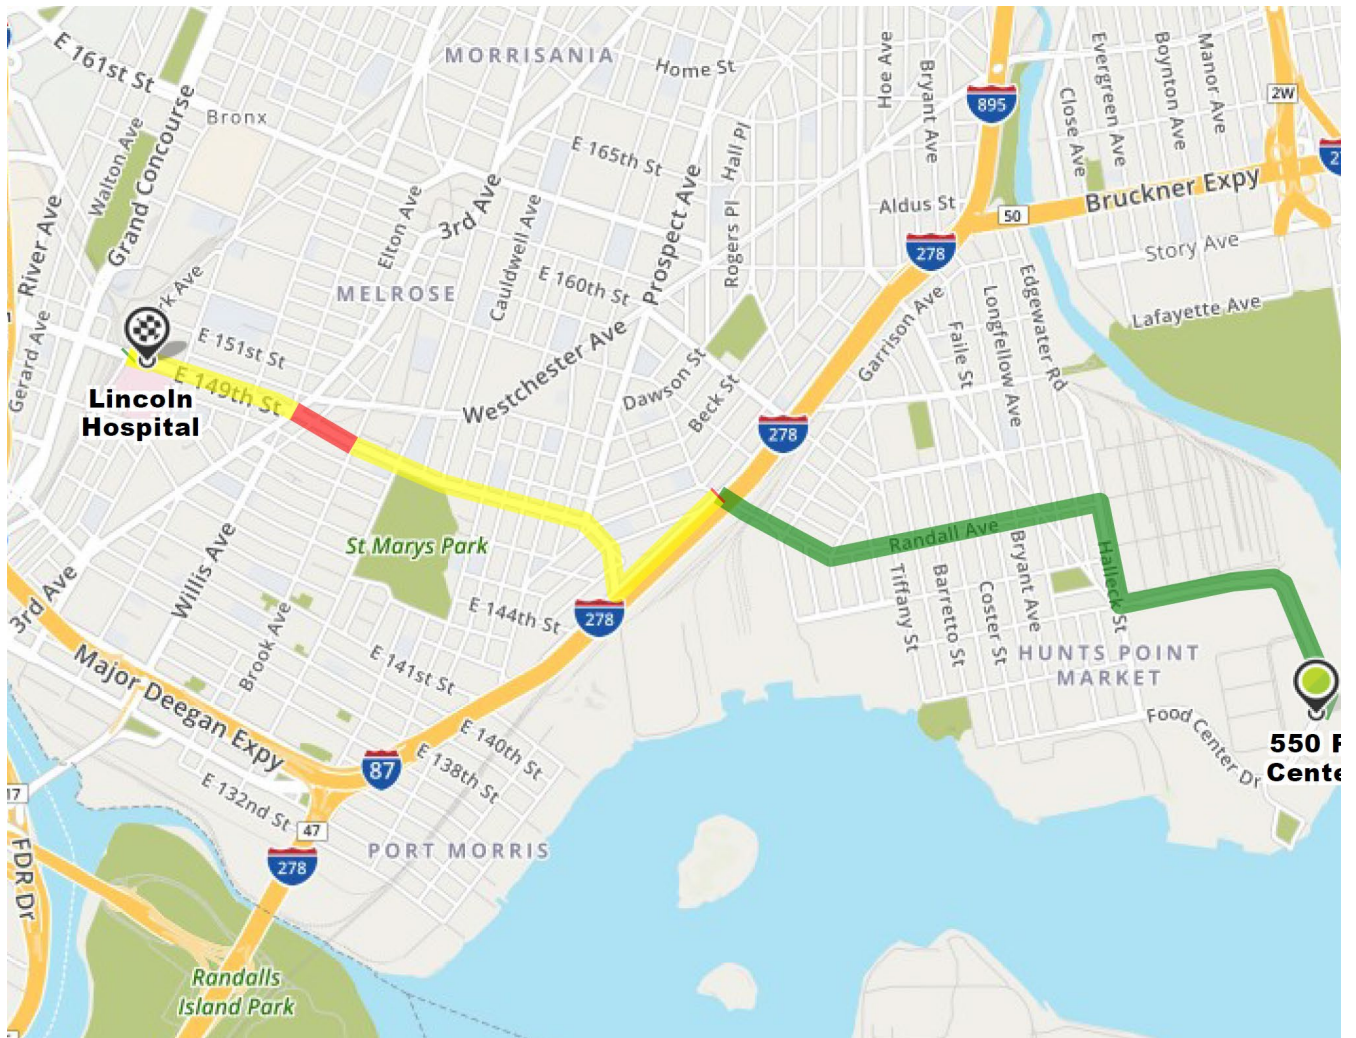 MORRISANIA
Home St
E 161st St
Bronx
Walton Ave
Grand Concourse
River Ave
Gerard Ave
E 165th St
Hoe Ave
Bryant Ave
895
Evergreen Ave
Boynton Ave
Manor Ave
Close Ave
2W
Bruckner Expy
50
Aldus St
278
Story Ave
Lafayette Ave
Elton Ave
3rd Ave
Cauldwell Ave
Prospect Ave
Hall Pl
Rogers Pl
E 160th St
MELROSE
E 151st St
E 149th St
Lincoln
Hospital
Westchester Ave
Dawson St
Beck St
Garrison Ave
Faile St
Longfellow Ave
Edgewater Rd
278
St Marys Park
Willis Ave
3rd Ave
Brook Ave
E 144th St
278
E 141st St
Randall Ave
Halleck St
Tiffany St
Barretto St
Coster St
Bryant Ave
HUNTS POINT
MARKET
Food Center Dr
550 F
Cente
Major Deegan Expy
87
E 140th St
E 138th St
E 132nd St
47
278
PORT MORRIS
17
FDR Dr
Randalls
Island Park